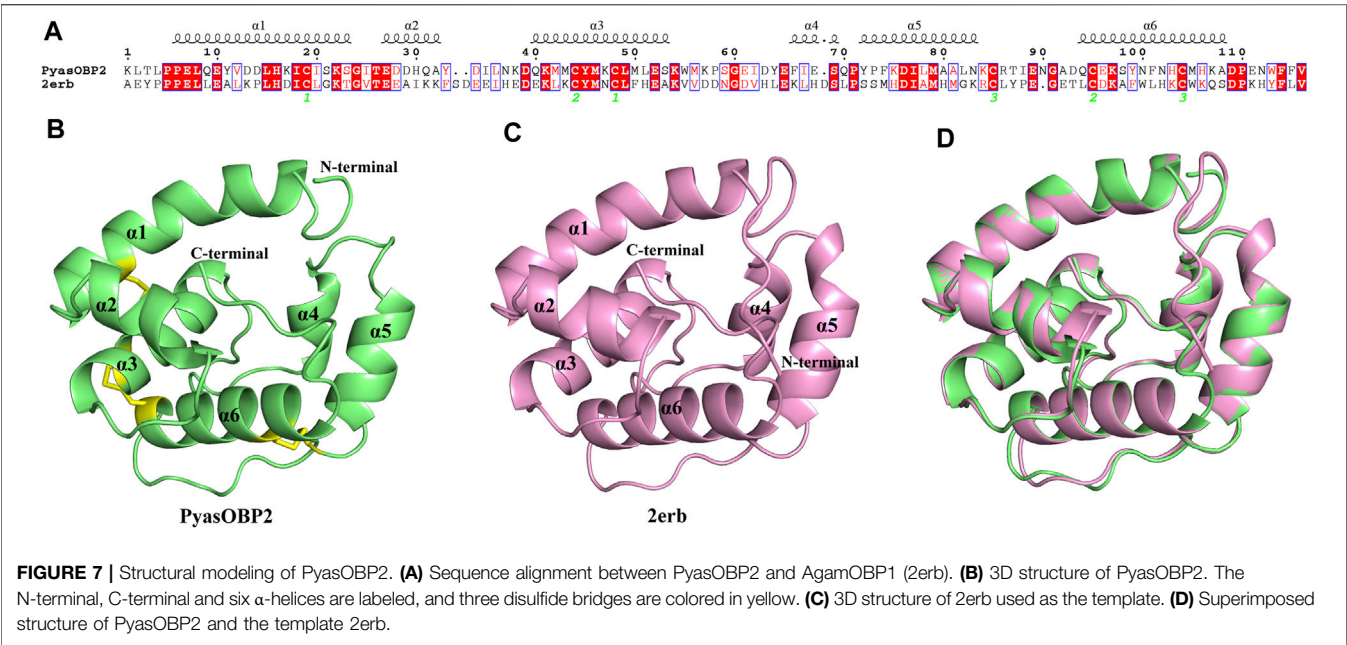 A
α1 α2 α3 α4 α5 α6
1 10 20 30 40 50 60 70 80 90 100 110
PyasOBP2 KLTLPPELQEYVDDLHKICISKSGITEDDHQAY..DILNKDQKMMCYMKCLMLESKWMKPSGEIDYEFIE.SQPYPFKDILMAALNKCRTIENGADQCEKSYNFNHCMHKADPENWFFV
2erb AEYPPPELLEALKPLHDICLGKTGVTEEAIKKFSDEEIHEDEKLKCYMNCLFHEAKVVDDNGDVHLEKLHDSLPSSMHDIAMHMGKRCLYPE.GETLCDKAFWLHKCWKQSDPKHYFLV
1 2 1 3 2 3
B
N-terminal
α1
C-terminal
α2
α4
α5
α3
α6
PyasOBP2
C
α1
C-terminal
α2
α4
α5
α3
N-terminal
α6
2erb
D
FIGURE 7 | Structural modeling of PyasOBP2. (A) Sequence alignment between PyasOBP2 and AgamOBP1 (2erb). (B) 3D structure of PyasOBP2. The
N-terminal, C-terminal and six α-helices are labeled, and three disulfide bridges are colored in yellow. (C) 3D structure of 2erb used as the template. (D) Superimposed
structure of PyasOBP2 and the template 2erb.